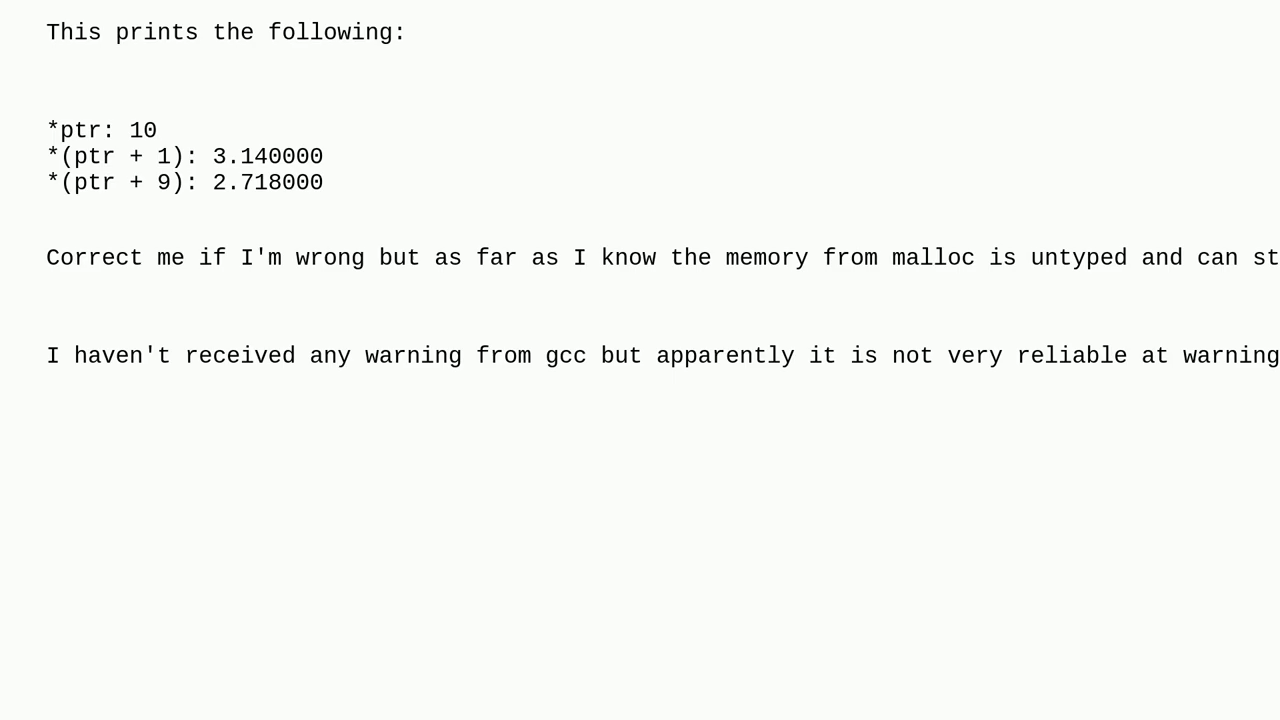 This prints the following:
*ptr: 10
*(ptr + 1): 3.140000
*(ptr + 9): 2.718000
Correct me if I'm wrong but as far as I know the memory from malloc is untyped and can st
I haven't received any warning from gcc but apparently it is not very reliable at warning